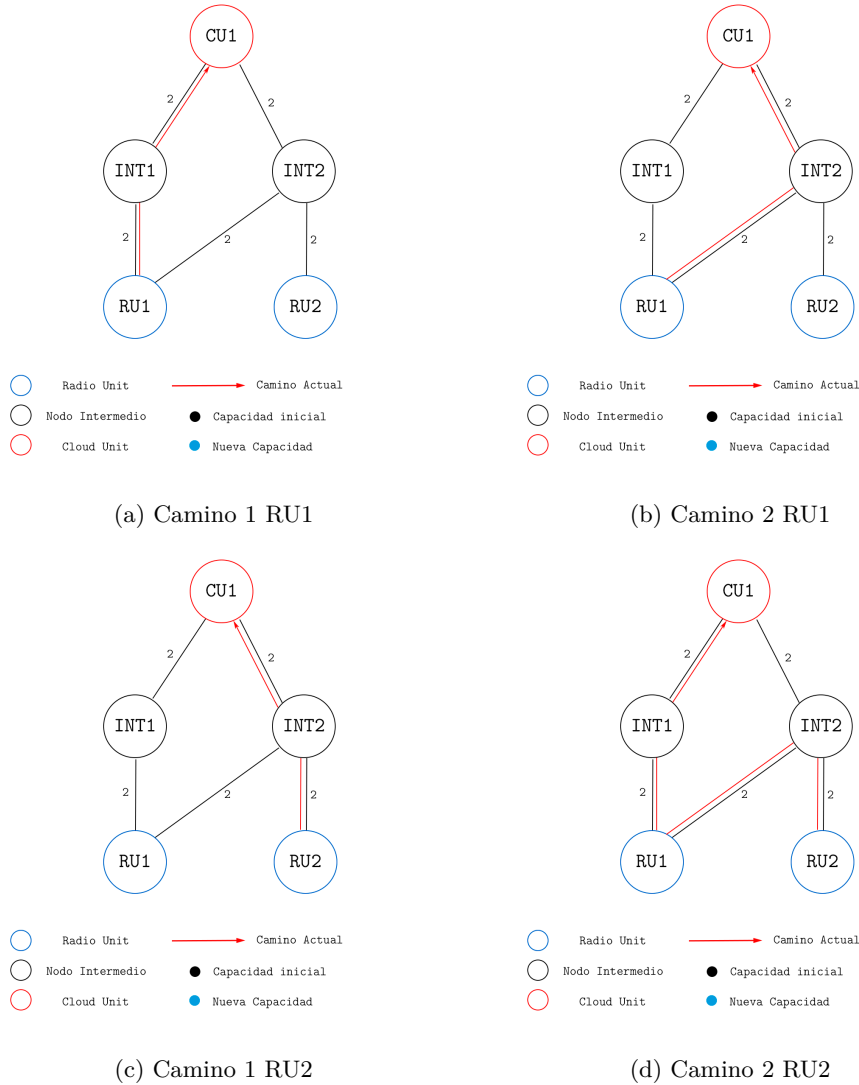 CU1
2
2
INT1
INT2
2
2
2
RU1
RU2
Radio Unit
Camino Actual
Nodo Intermedio
Capacidad inicial
Cloud Unit
Nueva Capacidad
(a) Camino 1 RU1
CU1
2
2
INT1
INT2
2
2
2
RU1
RU2
Radio Unit
Camino Actual
Nodo Intermedio
Capacidad inicial
Cloud Unit
Nueva Capacidad
(b) Camino 2 RU1
CU1
2
2
INT1
INT2
2
2
2
RU1
RU2
Radio Unit
Camino Actual
Nodo Intermedio
Capacidad inicial
Cloud Unit
Nueva Capacidad
(c) Camino 1 RU2
CU1
2
2
INT1
INT2
2
2
2
RU1
RU2
Radio Unit
Camino Actual
Nodo Intermedio
Capacidad inicial
Cloud Unit
Nueva Capacidad
(d) Camino 2 RU2